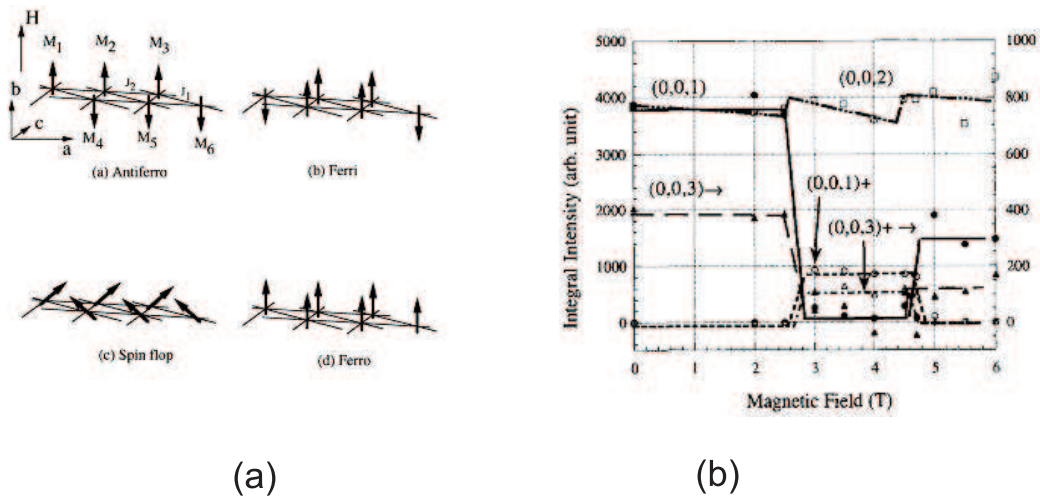 H
M1 M2 M3
b
J2 J1
c
a
M4 M5 M6
(a) Antiferro
(b) Ferri
(c) Spin flop
(d) Ferro
(a)
5000
4000
3000
2000
1000
0
Integral Intensity (arb. unit)
1000
800
600
400
200
0
(0,0,1)
(0,0,2)
(0,0,3)→
(0,0,1)+
(0,0,3)+ →
0 1 2 3 4 5 6
Magnetic Field (T)
(b)